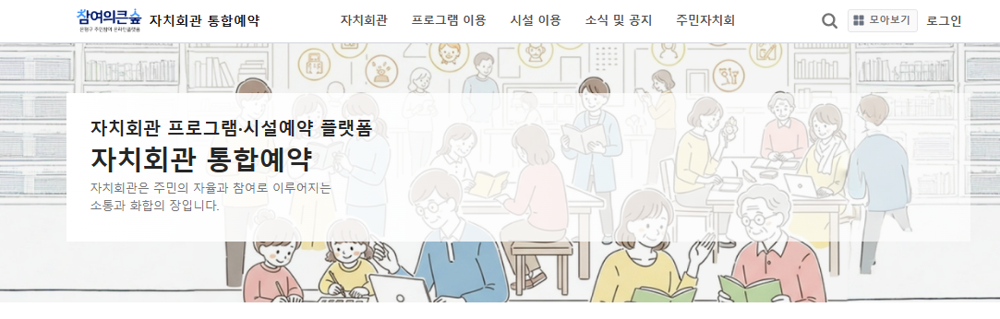 참여의큰숲
은평구 주민참여 온라인플랫폼
자치회관 통합예약
자치회관 프로그램 이용 시설 이용 소식 및 공지 주민자치회
모아보기
로그인
자치회관 프로그램·시설예약 플랫폼
자치회관 통합예약
자치회관은 주민의 자율과 참여로 이루어지는
소통과 화합의 장입니다.